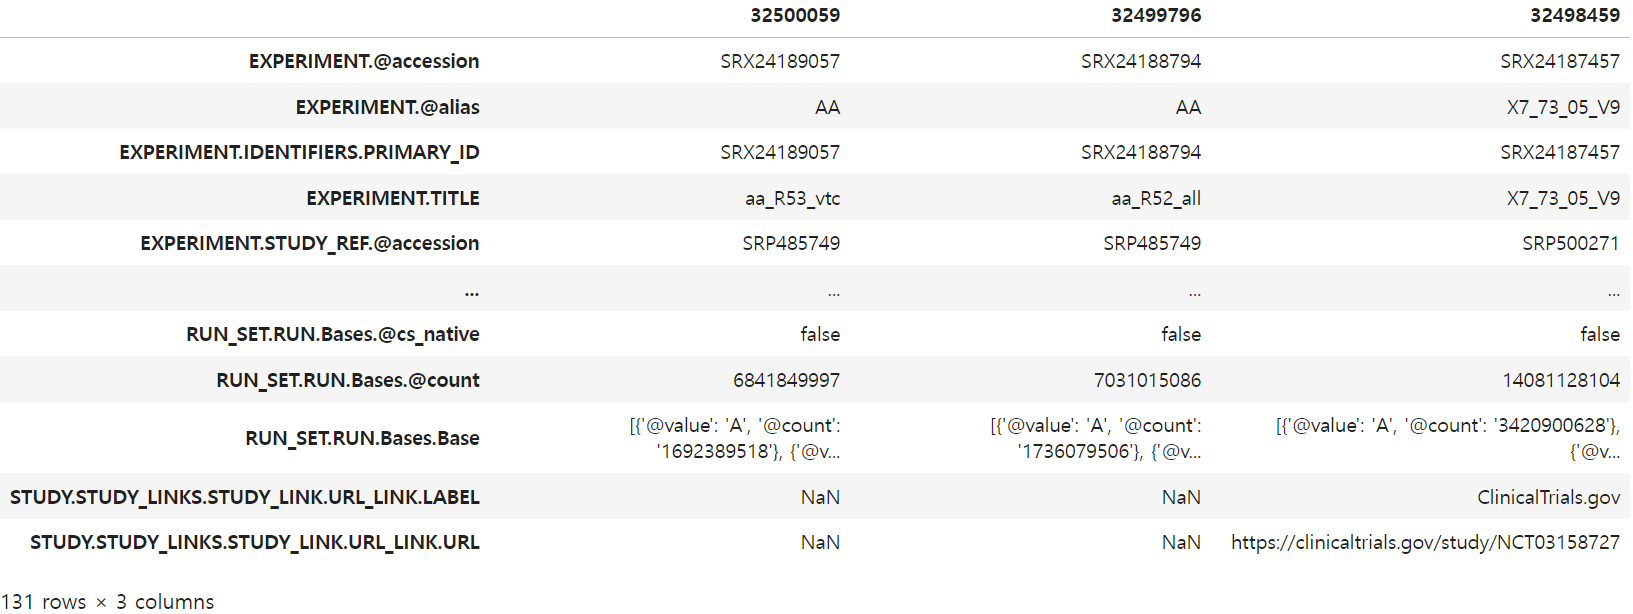 32500059 32499796 32498459
EXPERIMENT.@accession SRX24189057 SRX24188794 SRX24187457
EXPERIMENT.@alias AA AA X7_73_05_V9
EXPERIMENT.IDENTIFIERS.PRIMARY_ID SRX24189057 SRX24188794 SRX24187457
EXPERIMENT.TITLE aa_R53_vtc aa_R52_all X7_73_05_V9
EXPERIMENT.STUDY_REF.@accession SRP485749 SRP485749 SRP500271
... ... ... ...
RUN_SET.RUN.Bases.@cs_native false false false
RUN_SET.RUN.Bases.@count 6841849997 7031015086 14081128104
[{'@value': 'A', '@count': [{'@value': 'A', '@count': [{'@value': 'A', '@count': '3420900628'},
RUN_SET.RUN.Bases.Base '1692389518'}, {'@v... '1736079506'}, {'@v... {'@v...
STUDY.STUDY_LINKS.STUDY_LINK.URL_LINK.LABEL NaN NaN ClinicalTrials.gov
STUDY.STUDY_LINKS.STUDY_LINK.URL_LINK.URL NaN NaN https://clinicaltrials.gov/study/NCT03158727
131 rows × 3 columns